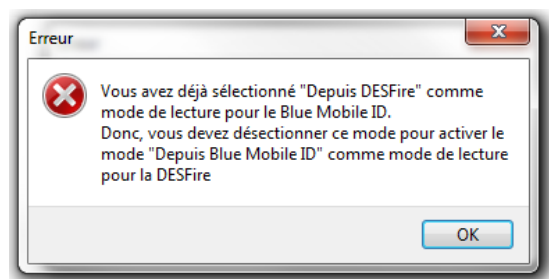 Erreur
Vous avez déjà sélectionné "Depuis DESFire" comme
mode de lecture pour le Blue Mobile ID.
Donc, vous devez désectionner ce mode pour activer le
mode "Depuis Blue Mobile ID" comme mode de lecture
pour la DESFire
OK